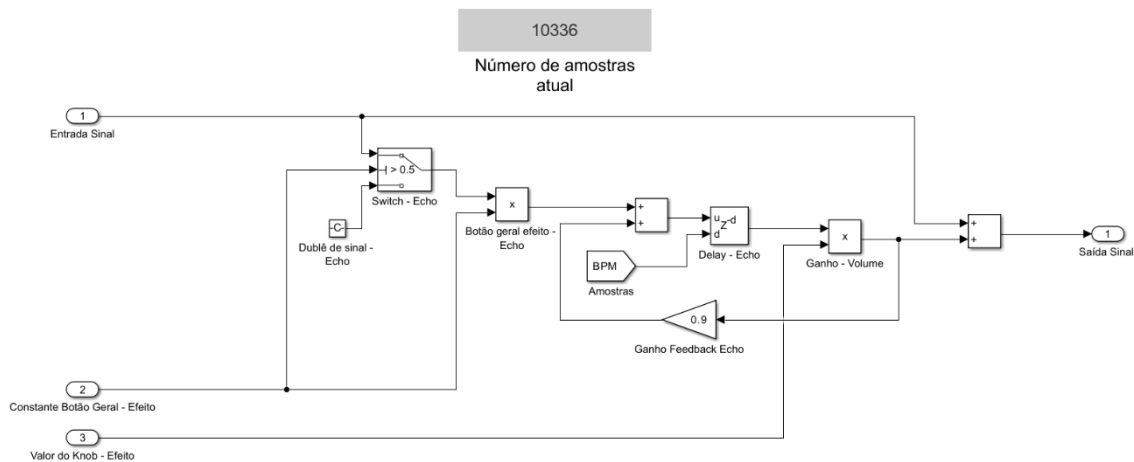 10336
Número de amostras
atual
1
Entrada Sinal
> 0.5
Switch - Echo
-C-
Dublê de sinal -
Echo
x
Botão geral efeito -
Echo
+
+
BPM
Amostras
u
d
Z-d
Delay - Echo
x
Ganho - Volume
0.9
Ganho Feedback Echo
+
+
1
Saída Sinal
2
Constante Botão Geral - Efeito
3
Valor do Knob - Efeito